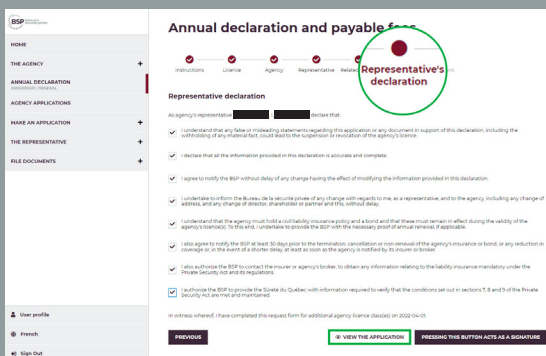 BSP
Annual declaration and payable fees
HOME
THE AGENCY +
ANNUAL DECLARATION
ANNIVERSARY / RENEWAL
AGENCY APPLICATIONS
MAKE AN APPLICATION +
THE REPRESENTATIVE +
FILE DOCUMENTS +
User profile
French
Sign Out
Instructions Licence Agency Representative
Representative's
declaration
Representative declaration
As agency's representative declare that:
I understand that any false or misleading statements regarding this application or any document in support of this declaration, including the
withholding of any material fact, could lead to the suspension or revocation of the agency's Licence.
I declare that all the information provided in this declaration is accurate and complete.
I agree to notify the BSP without delay of any change having the effect of modifying the information provided in this declaration.
I undertake to inform the Bureau de la sécurité privée of any change with regards to me, as a representative, and to the agency, including any change of
address, and any change of director, shareholder or partner and this, without delay.
I understand that the agency must hold a civil liability insurance policy and a bond and that these must remain in effect during the validity of the
agency's licence(s). To this end, I undertake to provide the BSP with the necessary proof of annual renewal, if applicable.
I also agree to notify the BSP at least 30 days prior to the termination, cancellation or non-renewal of the agency's insurance or bond, or any reduction in
coverage or, in the event of a shorter delay, at least as soon as the agency is notified by its insurer or broker.
I also authorize the BSP to contact the insurer or agency's broker, to obtain any information relating to the liability insurance mandatory under the
Private Security Act and its regulations.
I authorize the BSP to provide the Sûreté du Québec with information required to verify that the conditions set out in sections 7, 8 and 9 of the Private
Security Act are met and maintained.
In witness whereof, I have completed this request form for additional agency licence class(es) on 2022-04-01.
PREVIOUS
VIEW THE APPLICATION
PRESSING THIS BUTTON ACTS AS A SIGNATURE